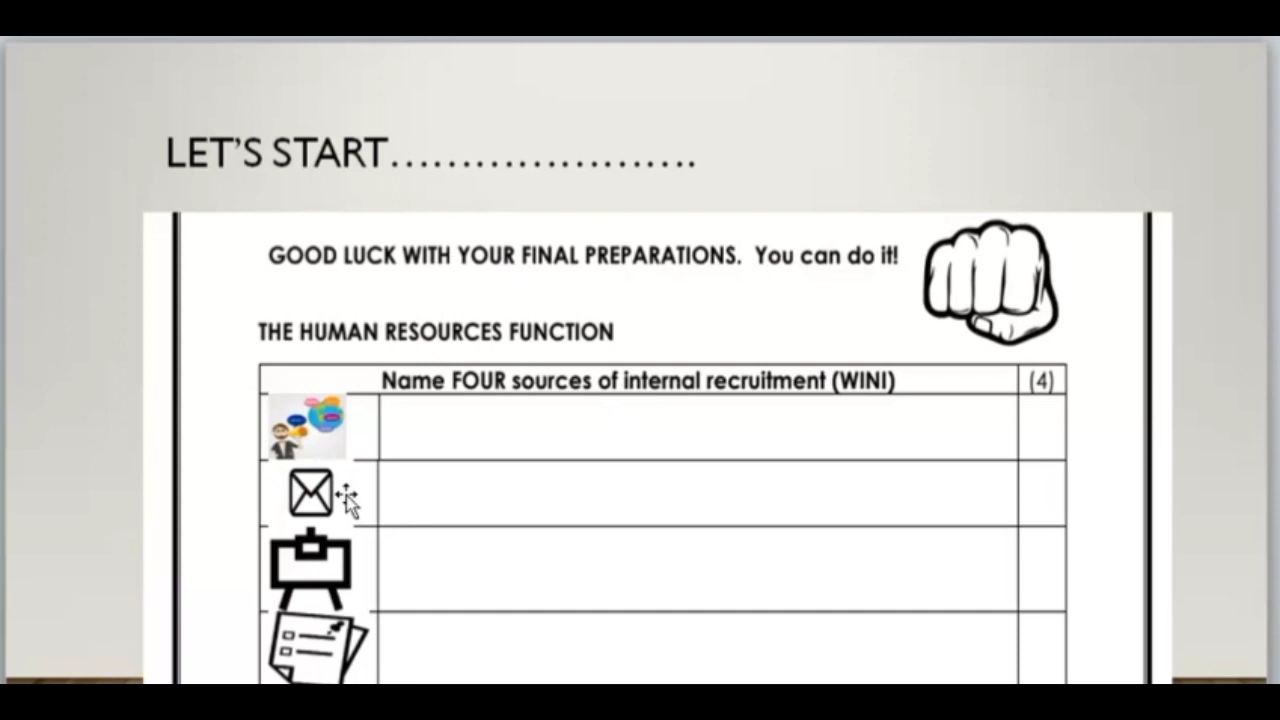 LET'S START......................
GOOD LUCK WITH YOUR FINAL PREPARATIONS. You can do it!
THE HUMAN RESOURCES FUNCTION
Name FOUR sources of internal recruitment (WINI) (4)